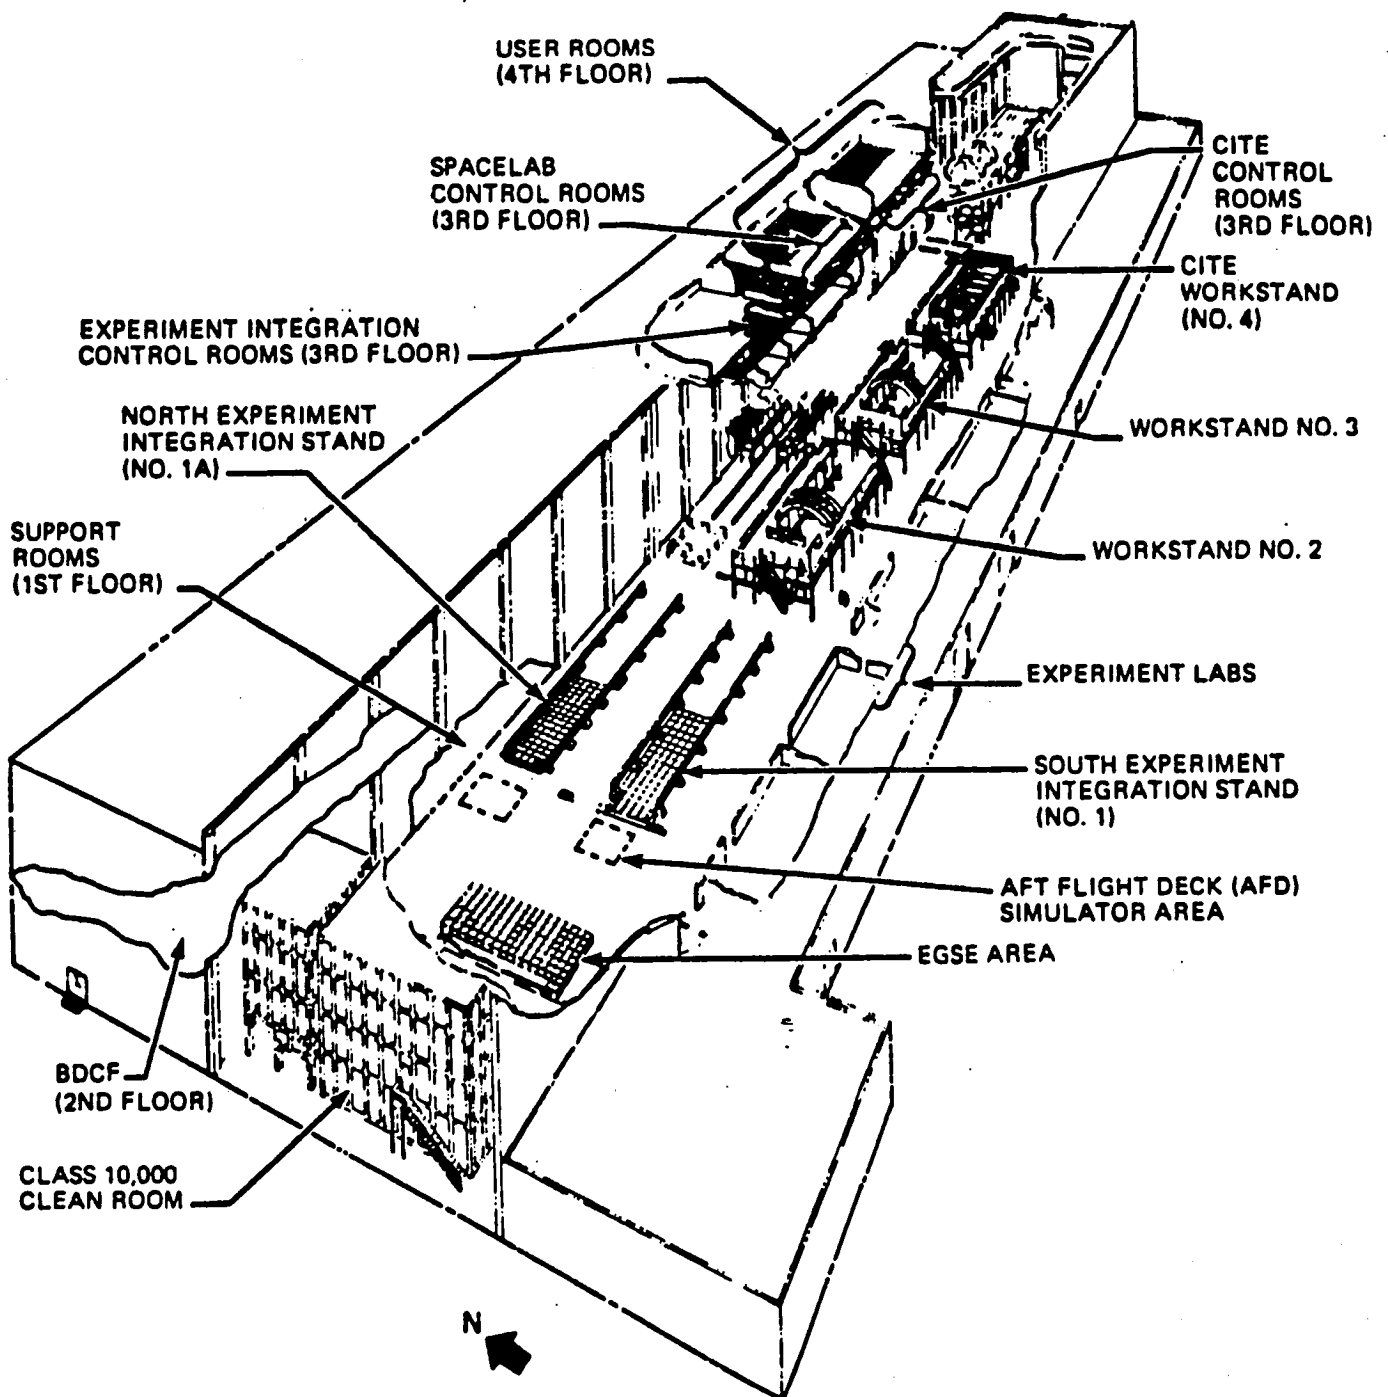 USER ROOMS
(4TH FLOOR)
SPACELAB
CONTROL ROOMS
(3RD FLOOR)
EXPERIMENT INTEGRATION
CONTROL ROOMS (3RD FLOOR)
NORTH EXPERIMENT
INTEGRATION STAND
(NO. 1A)
SUPPORT
ROOMS
(1ST FLOOR)
CITE
CONTROL
ROOMS
(3RD FLOOR)
CITE
WORKSTAND
(NO. 4)
WORKSTAND NO. 3
WORKSTAND NO. 2
EXPERIMENT LABS
SOUTH EXPERIMENT
INTEGRATION STAND
(NO. 1)
AFT FLIGHT DECK (AFD)
SIMULATOR AREA
EGSE AREA
BDCF
(2ND FLOOR)
CLASS 10,000
CLEAN ROOM
N